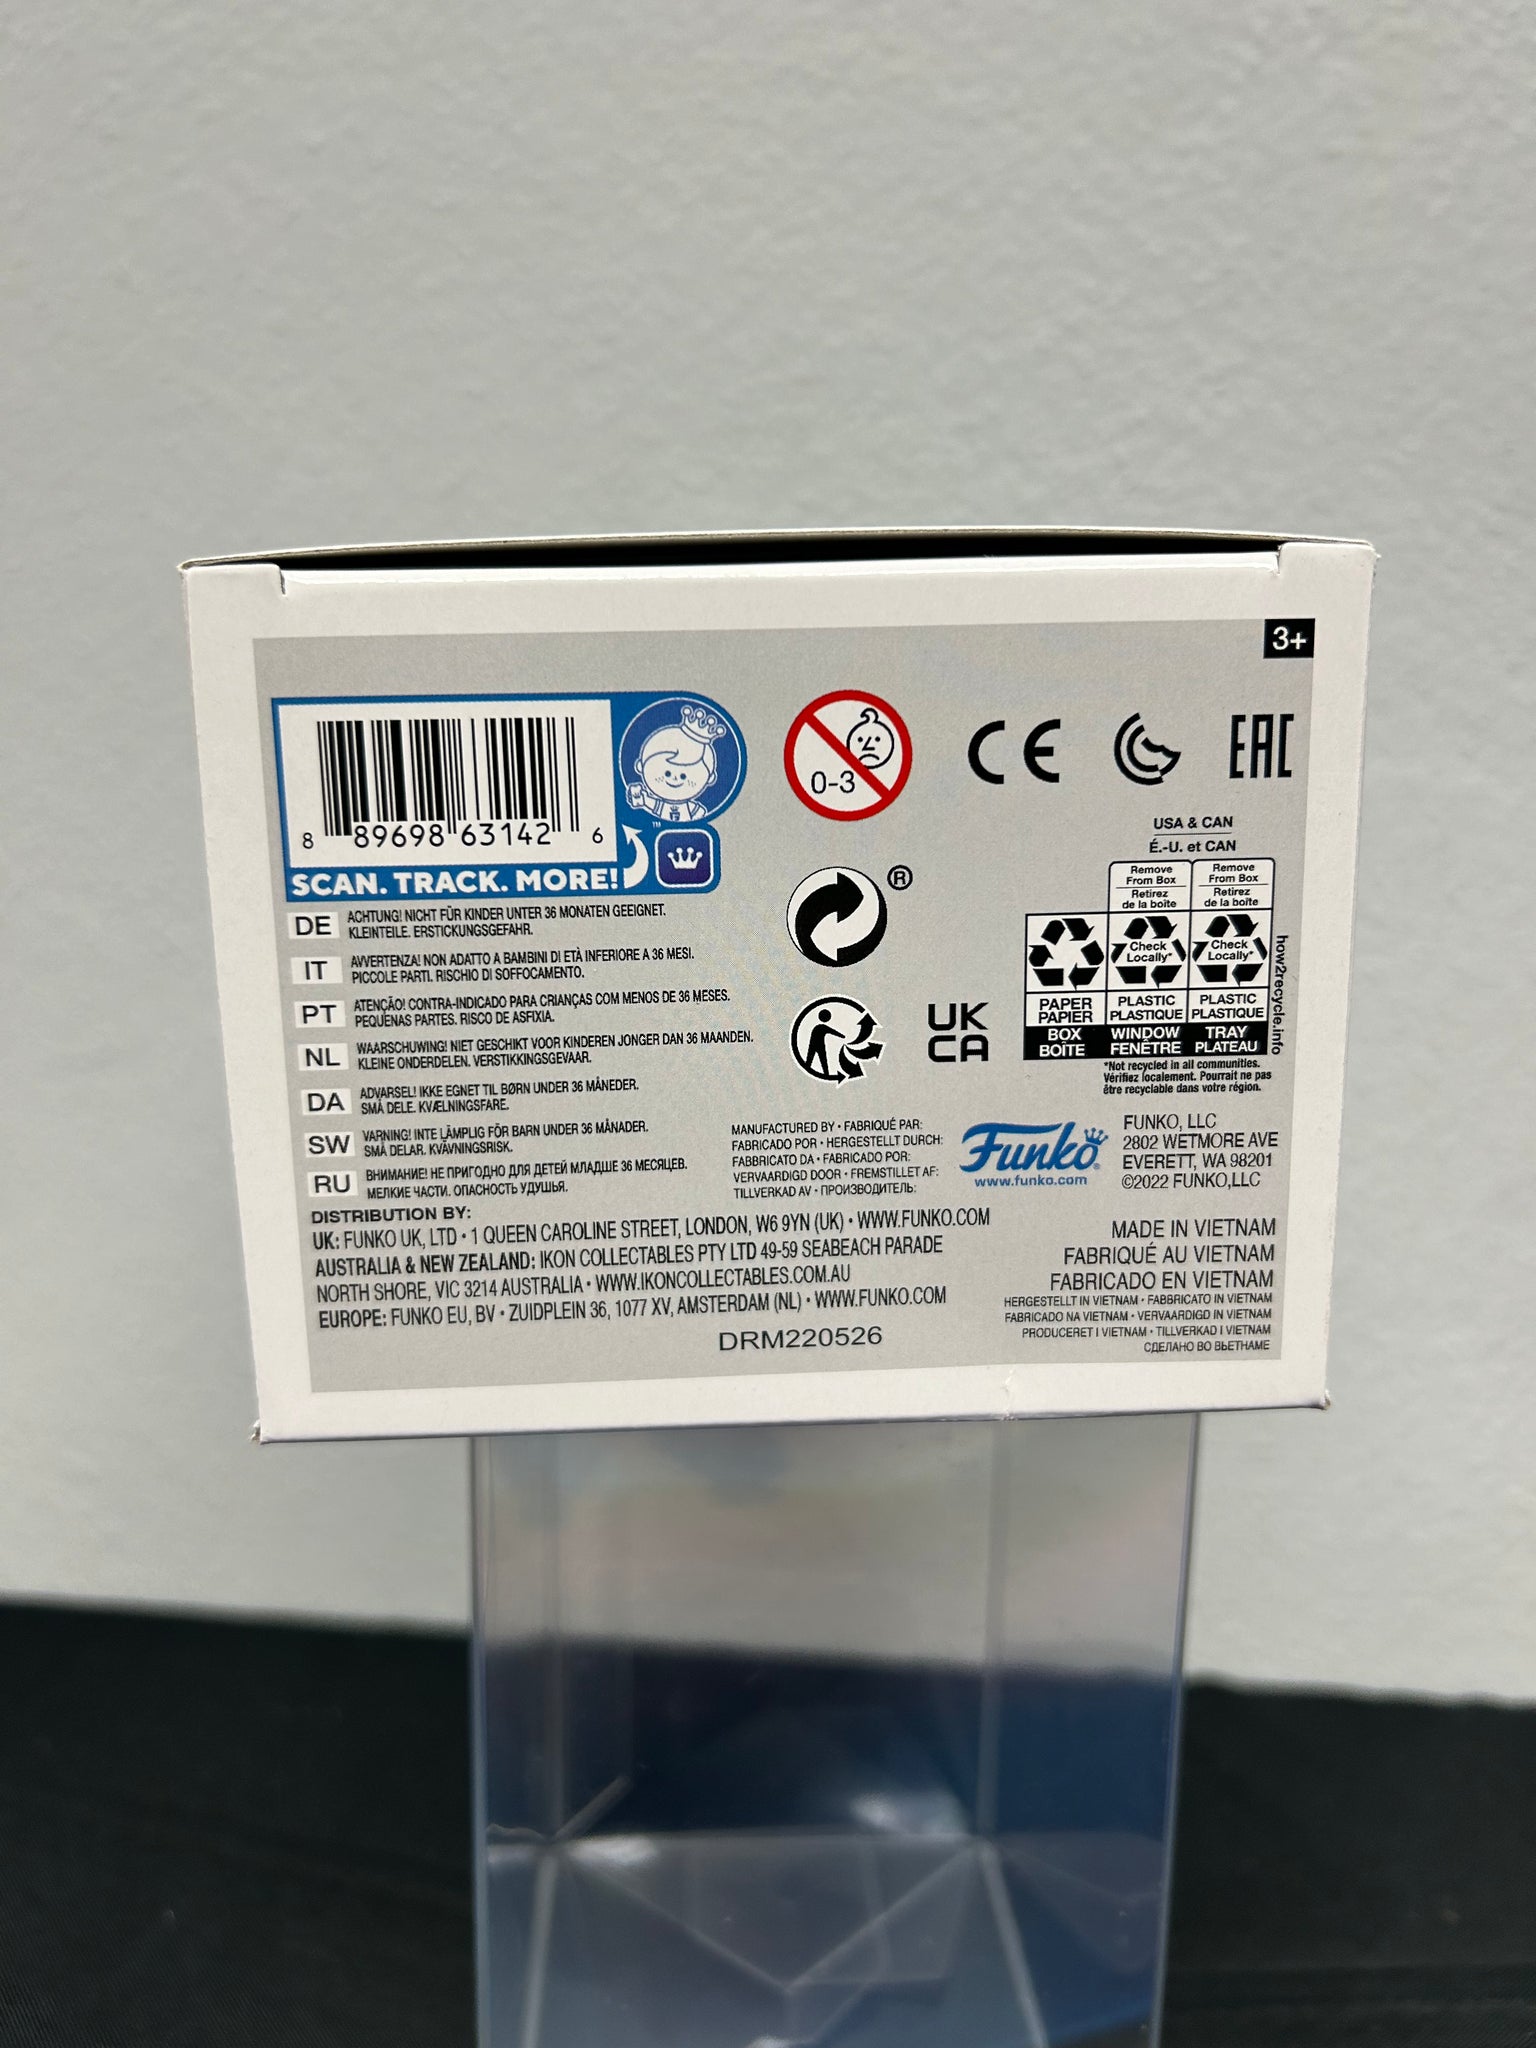 3+
8 89698 63142 6
SCAN. TRACK. MORE!
™
0-3
CE
EAC
®
UK
CA
USA & CAN
É.-U. et CAN
Remove From Box
Retirez de la boîte
Remove From Box
Retirez de la boîte
Check Locally*
Check Locally*
PAPER PAPIER
PLASTIC PLASTIQUE
PLASTIC PLASTIQUE
BOX BOÎTE
WINDOW FENÊTRE
TRAY PLATEAU
how2recycle.info
*Not recycled in all communities.
Vérifiez localement. Pourrait ne pas
être recyclable dans votre région.
DE ACHTUNG! NICHT FÜR KINDER UNTER 36 MONATEN GEEIGNET.
KLEINTEILE. ERSTICKUNGSGEFAHR.
IT AVVERTENZA! NON ADATTO A BAMBINI DI ETÀ INFERIORE A 36 MESI.
PICCOLE PARTI. RISCHIO DI SOFFOCAMENTO.
PT ATENÇÃO! CONTRA-INDICADO PARA CRIANÇAS COM MENOS DE 36 MESES.
PEQUENAS PARTES. RISCO DE ASFIXIA.
NL WAARSCHUWING! NIET GESCHIKT VOOR KINDEREN JONGER DAN 36 MAANDEN.
KLEINE ONDERDELEN. VERSTIKKINGSGEVAAR.
DA ADVARSEL! IKKE EGNET TIL BØRN UNDER 36 MÅNEDER.
SMÅ DELE. KVÆLNINGSFARE.
SW VARNING! INTE LÄMPLIG FÖR BARN UNDER 36 MÅNADER.
SMÅ DELAR. KVÄVNINGSRISK.
RU ВНИМАНИЕ! НЕ ПРИГОДНО ДЛЯ ДЕТЕЙ МЛАДШЕ 36 МЕСЯЦЕВ.
МЕЛКИЕ ЧАСТИ. ОПАСНОСТЬ УДУШЬЯ.
MANUFACTURED BY • FABRIQUÉ PAR:
FABRICADO POR • HERGESTELLT DURCH:
FABBRICATO DA • FABRICADO POR:
VERVAARDIGD DOOR • FREMSTILLET AF:
TILLVERKAD AV • ПРОИЗВОДИТЕЛЬ:
Funko®
www.funko.com
FUNKO, LLC
2802 WETMORE AVE
EVERETT, WA 98201
©2022 FUNKO,LLC
DISTRIBUTION BY:
UK: FUNKO UK, LTD • 1 QUEEN CAROLINE STREET, LONDON, W6 9YN (UK) • WWW.FUNKO.COM
AUSTRALIA & NEW ZEALAND: IKON COLLECTABLES PTY LTD 49-59 SEABEACH PARADE
NORTH SHORE, VIC 3214 AUSTRALIA • WWW.IKONCOLLECTABLES.COM.AU
EUROPE: FUNKO EU, BV • ZUIDPLEIN 36, 1077 XV, AMSTERDAM (NL) • WWW.FUNKO.COM
DRM220526
MADE IN VIETNAM
FABRIQUÉ AU VIETNAM
FABRICADO EN VIETNAM
HERGESTELLT IN VIETNAM • FABBRICATO IN VIETNAM
FABRICADO NA VIETNAM • VERVAARDIGD IN VIETNAM
PRODUCERET I VIETNAM • TILLVERKAD I VIETNAM
СДЕЛАНО ВО ВЬЕТНАМЕ